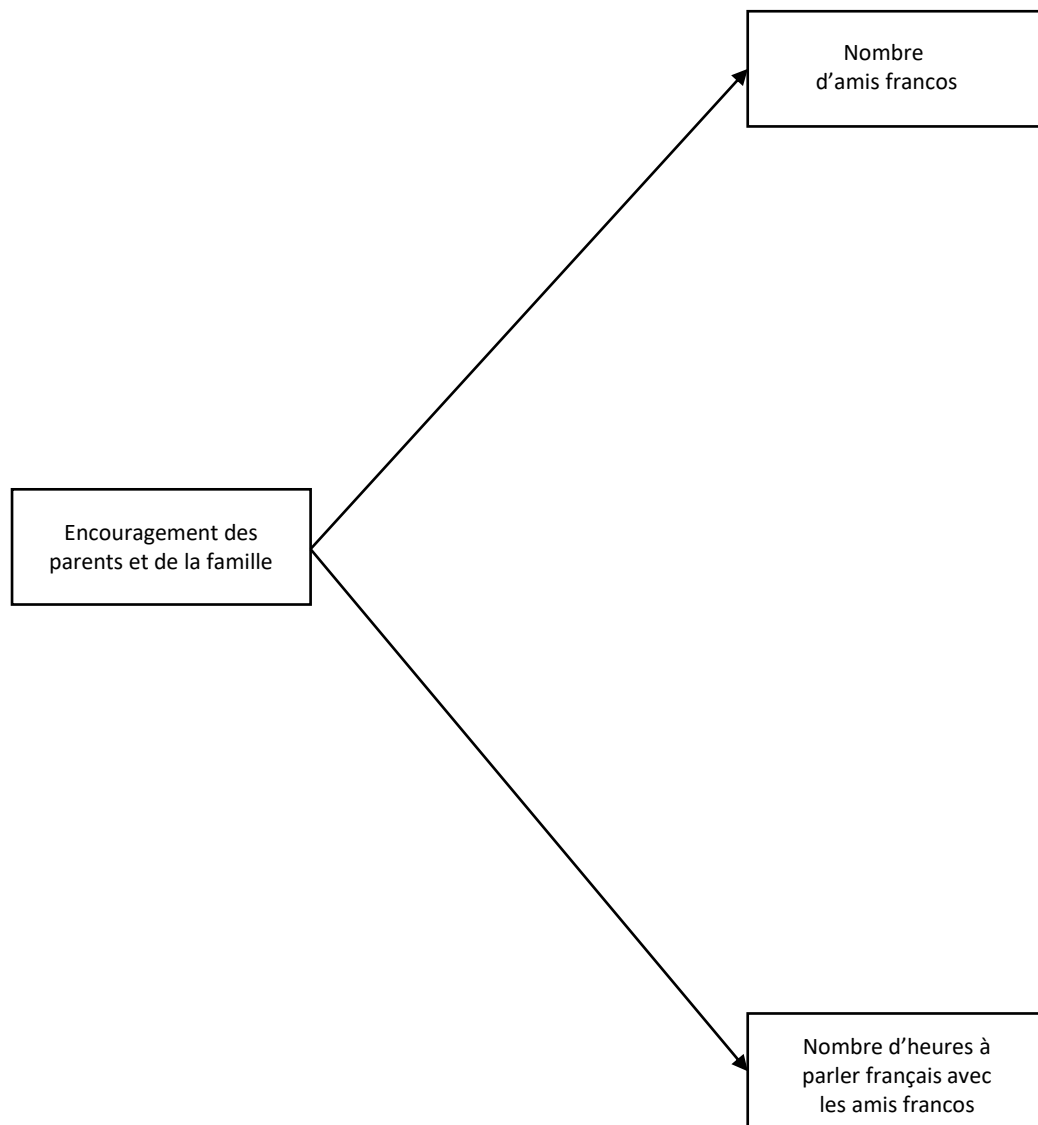 Nombre
d’amis francos
Encouragement des
parents et de la famille
Nombre d’heures à
parler français avec
les amis francos